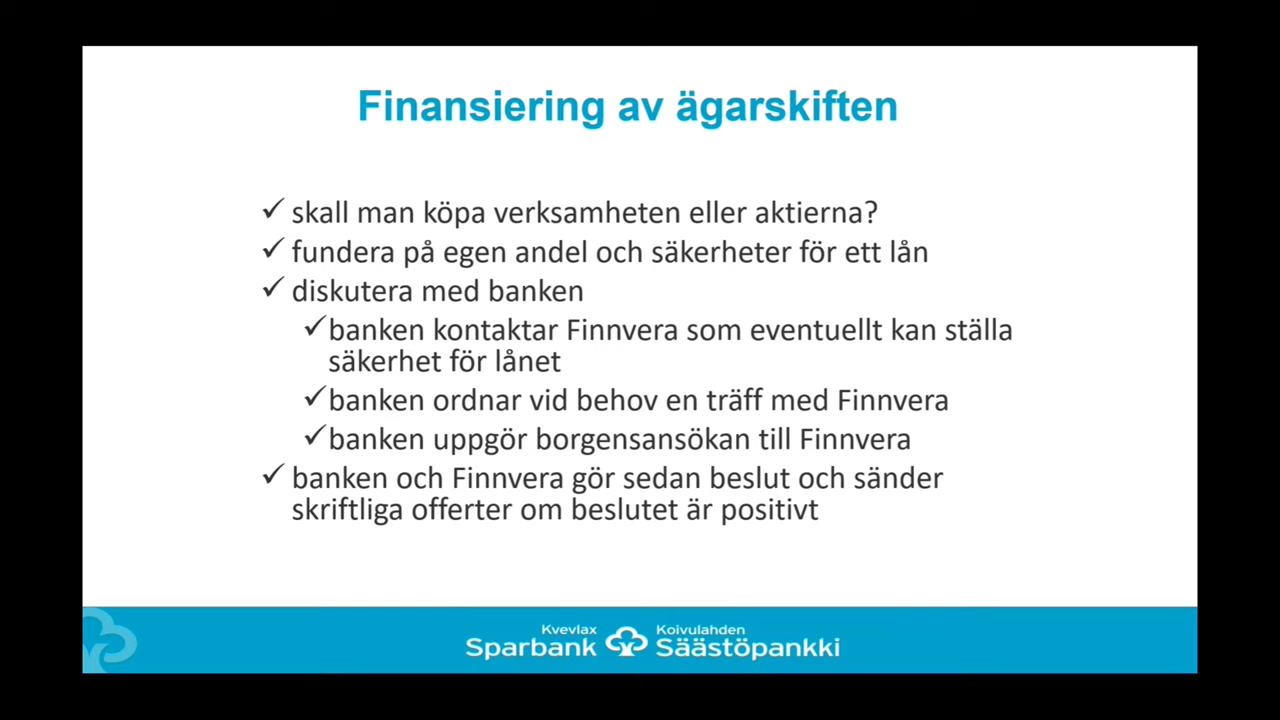 Finansiering av ägarskiften
✓ skall man köpa verksamheten eller aktierna?
✓ fundera på egen andel och säkerheter för ett lån
✓ diskutera med banken
✓ banken kontaktar Finnvera som eventuellt kan ställa
säkerhet för lånet
✓ banken ordnar vid behov en träff med Finnvera
✓ banken uppgör borgensansökan till Finnvera
✓ banken och Finnvera gör sedan beslut och sänder
skriftliga offerter om beslutet är positivt
Kvevlax
Sparbank
Koivulahden
Säästöpankki